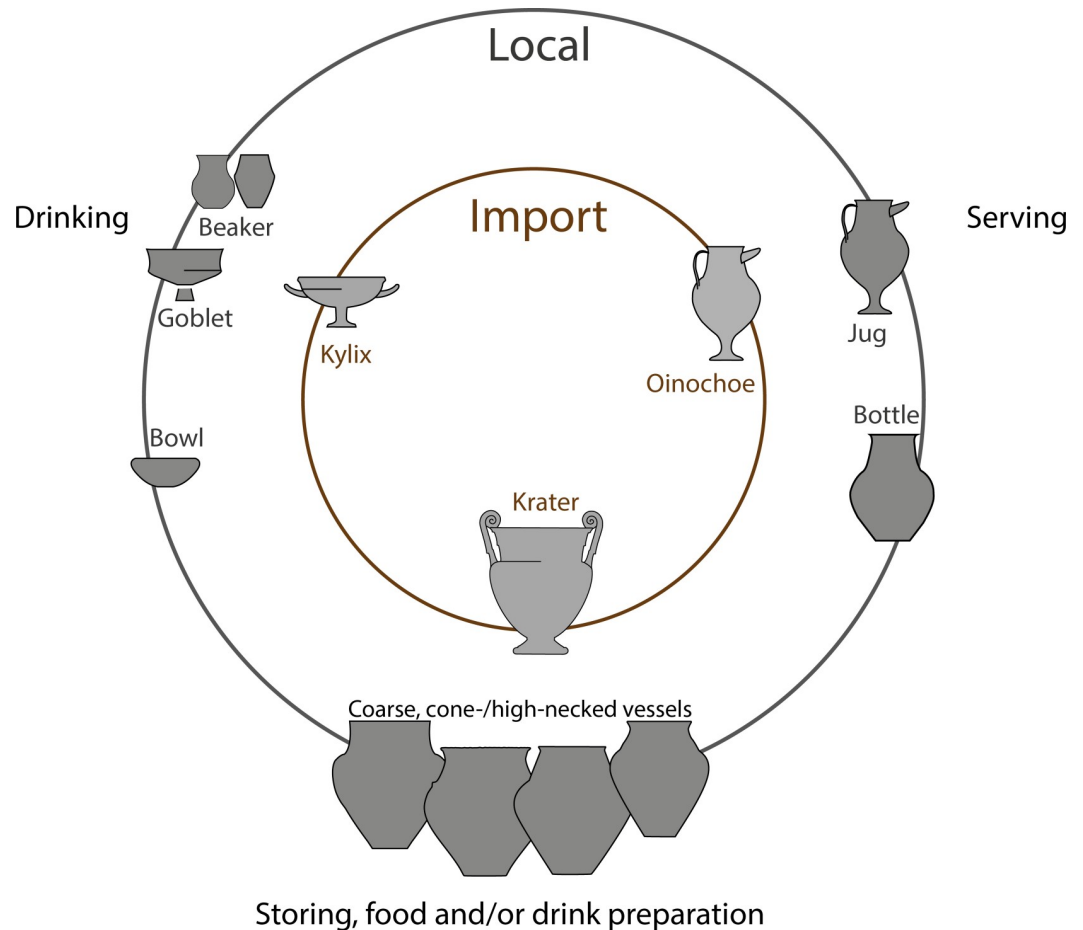 Local
Import
Drinking
Beaker
Serving
Goblet
Jug
Kylix
Oinochoe
Bottle
Bowl
Krater
Coarse, cone-/high-necked vessels
Storing, food and/or drink preparation